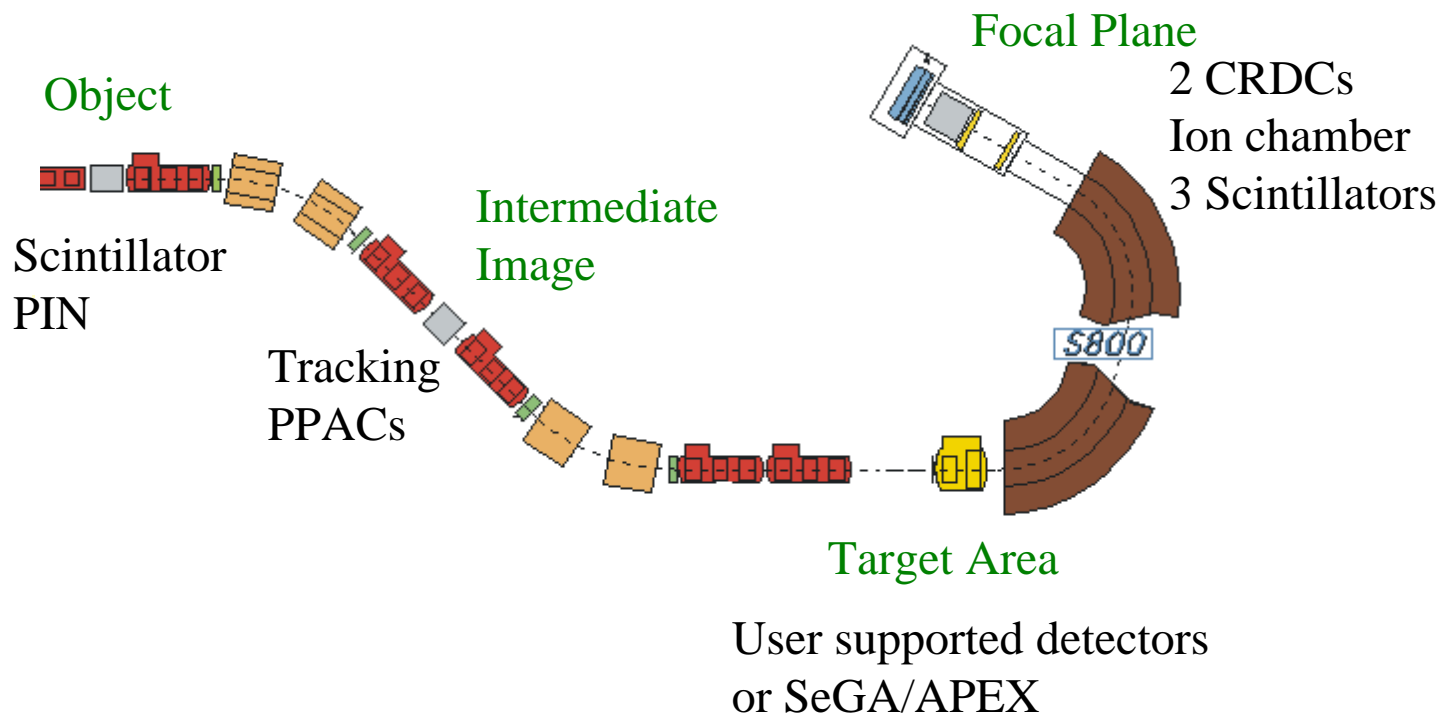 Focal Plane
2 CRDCs
Ion chamber
3 Scintillators
Object
Scintillator
PIN
Intermediate
Image
Tracking
PPACs
S800
Target Area
User supported detectors
or SeGA/APEX